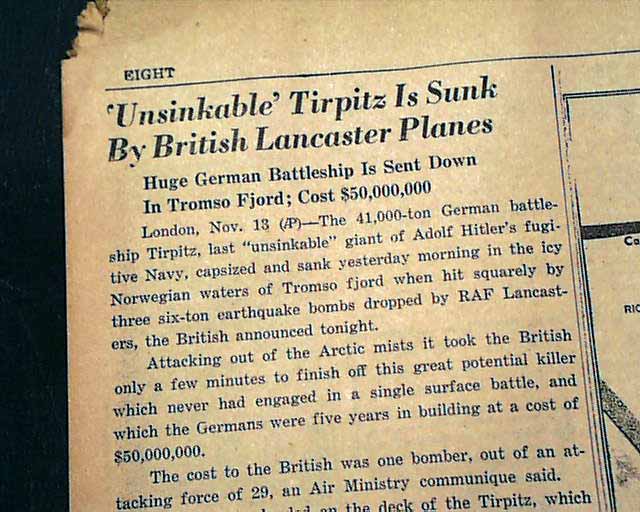 EIGHT
'Unsinkable' Tirpitz Is Sunk
By British Lancaster Planes
Huge German Battleship Is Sent Down
In Tromso Fjord; Cost $50,000,000
London, Nov. 13 (AP)—The 41,000-ton German battle-
ship Tirpitz, last "unsinkable" giant of Adolf Hitler's fugi-
tive Navy, capsized and sank yesterday morning in the icy
Norwegian waters of Tromso fjord when hit squarely by
three six-ton earthquake bombs dropped by RAF Lancast-
ers, the British announced tonight.
Attacking out of the Arctic mists it took the British
only a few minutes to finish off this great potential killer
which never had engaged in a single surface battle, and
which the Germans were five years in building at a cost of
$50,000,000.
The cost to the British was one bomber, out of an at-
tacking force of 29, an Air Ministry communique said.
on the deck of the Tirpitz, which
Co
RIC